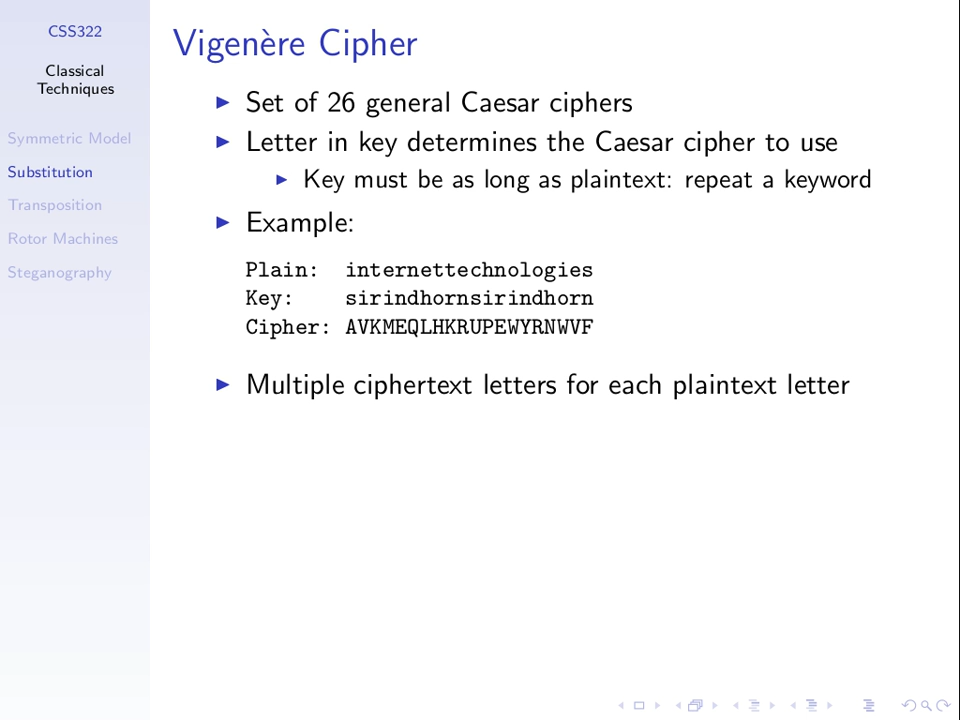 CSS322
Classical
Techniques
Symmetric Model
Substitution
Transposition
Rotor Machines
Steganography
Vigenère Cipher
Set of 26 general Caesar ciphers
Letter in key determines the Caesar cipher to use
Key must be as long as plaintext: repeat a keyword
Example:
Plain: internettechnologies
Key: sirindhornsirindhorn
Cipher: AVKMEQLHKRUPEWYRNWVF
Multiple ciphertext letters for each plaintext letter